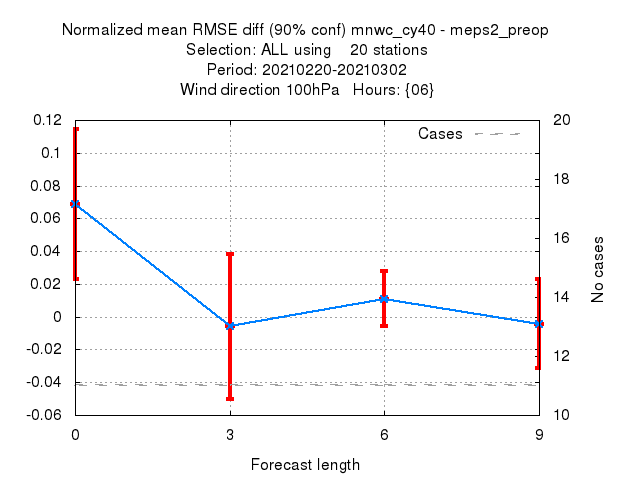 Normalized mean RMSE diff (90% conf) mnwc_cy40 - meps2_preop
Selection: ALL using 20 stations
Period: 20210220-20210302
Wind direction 100hPa Hours: {06}
0.12
0.1
0.08
0.06
0.04
0.02
0
-0.02
-0.04
-0.06
Cases
20
18
16
14
12
10
No cases
0 3 6 9
Forecast length